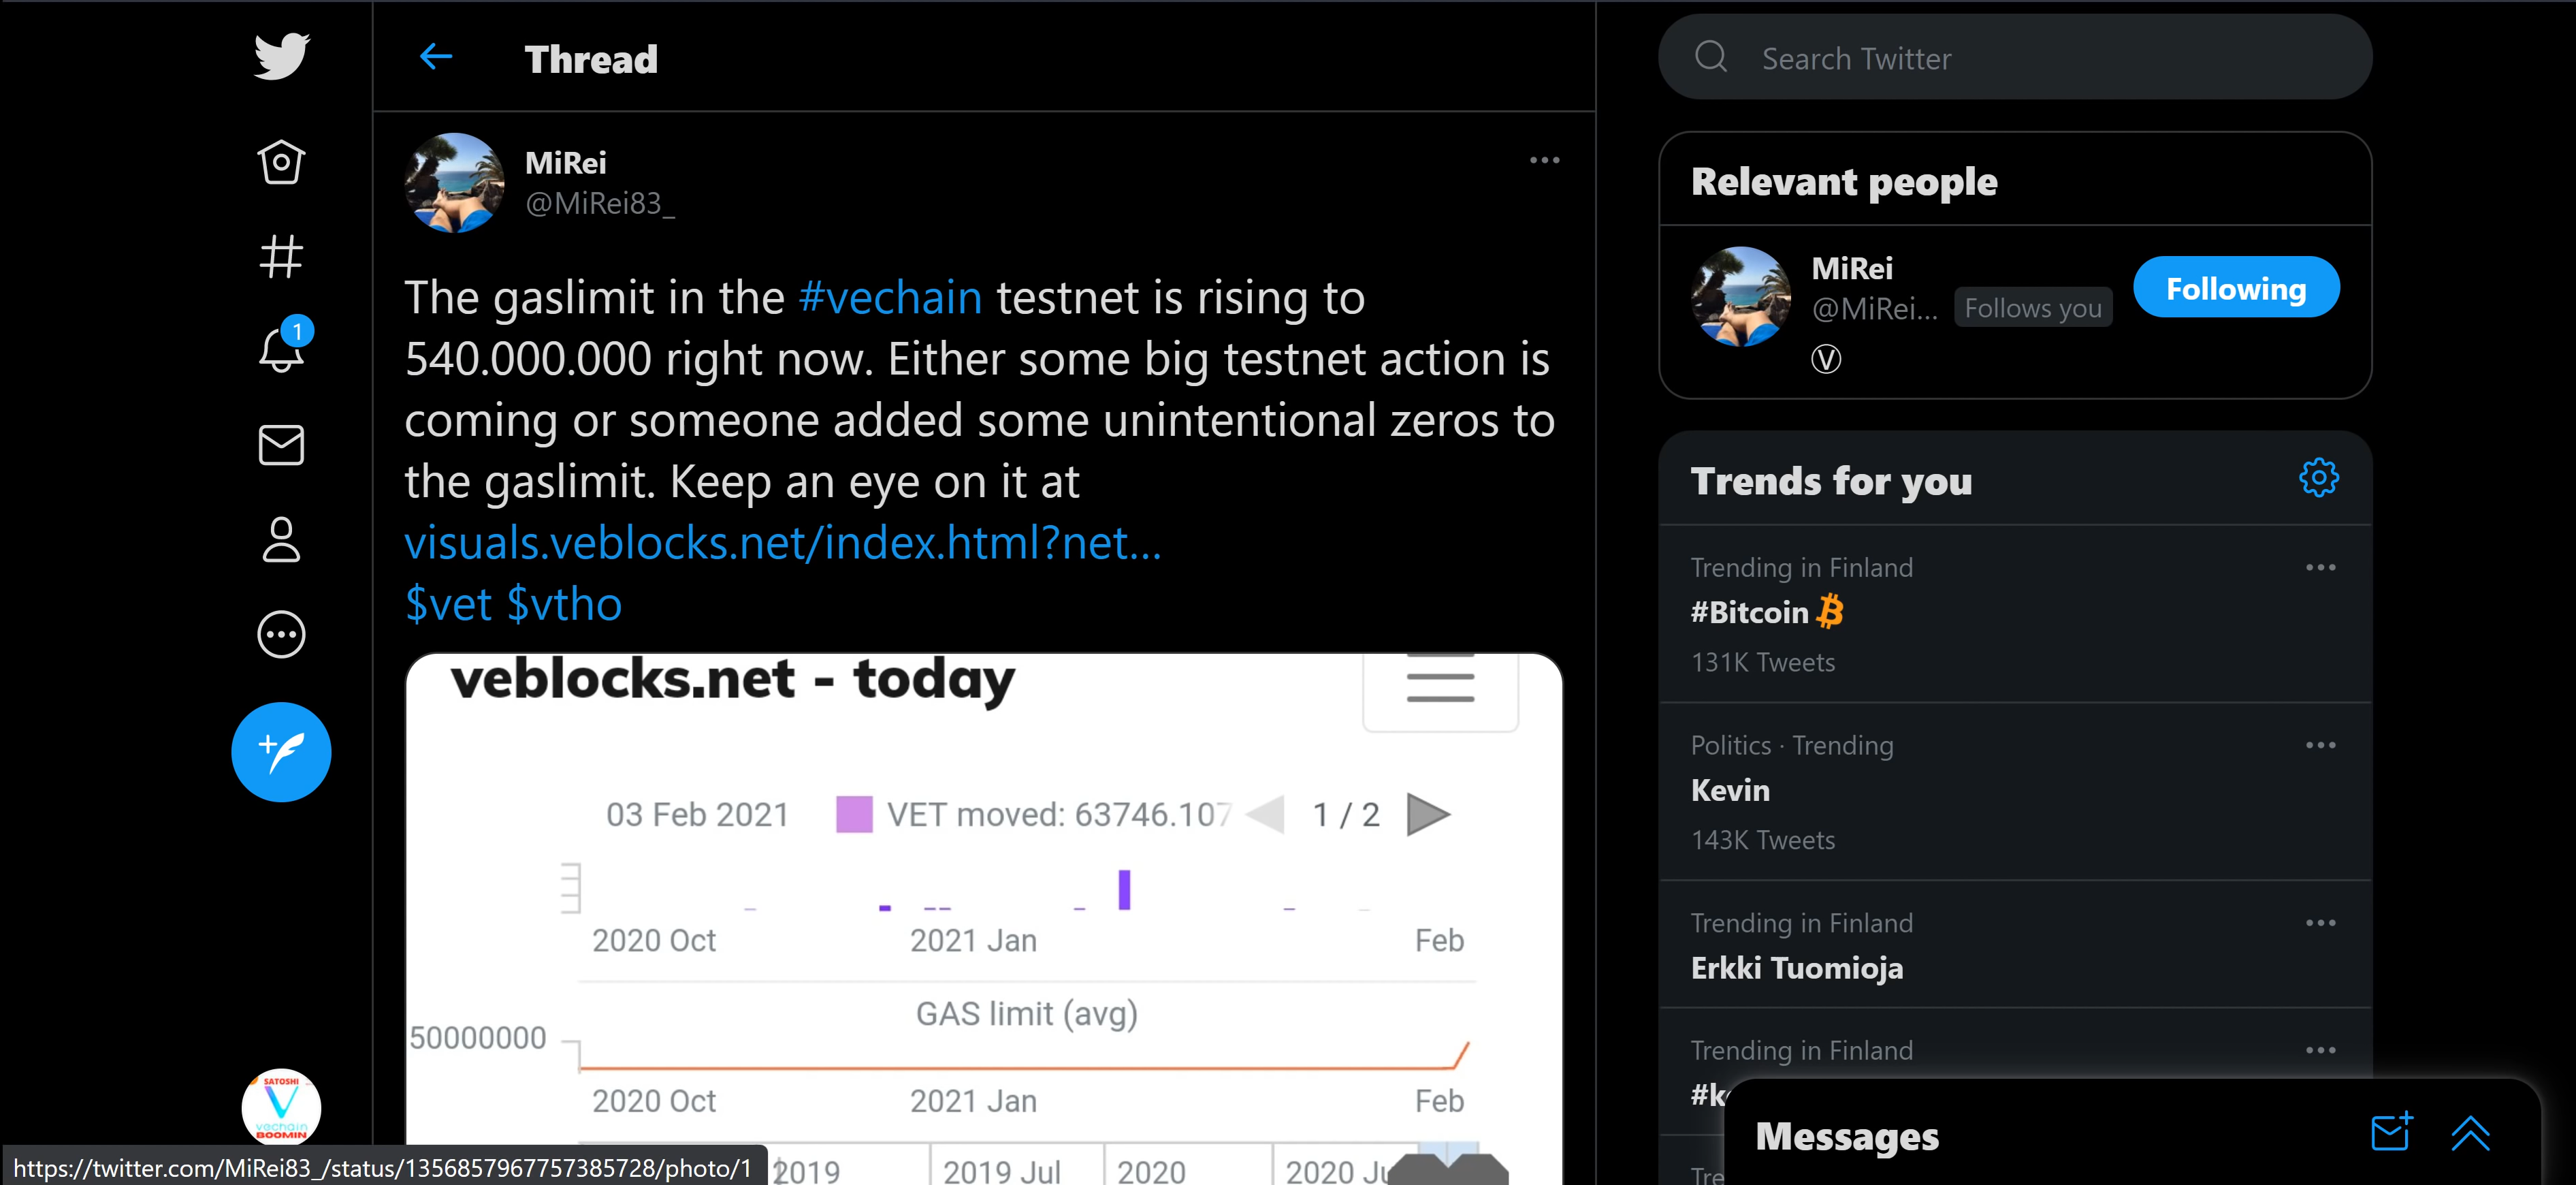 Thread
MiRei
@MiRei83_
The gaslimit in the #vechain testnet is rising to
540.000.000 right now. Either some big testnet action is
coming or someone added some unintentional zeros to
the gaslimit. Keep an eye on it at
visuals.veblocks.net/index.html?net...
$vet $vtho
veblocks.net - today
03 Feb 2021 VET moved: 63746.107 1 / 2
2020 Oct 2021 Jan Feb
GAS limit (avg)
50000000
2020 Oct 2021 Jan Feb
2019 2019 Jul 2020 2020 Ju
1
SATOSHI
vechain
BOOMIN
https://twitter.com/MiRei83_/status/1356857967757385728/photo/1
Search Twitter
Relevant people
MiRei
@MiRei... Follows you
Following
Ⓥ
Trends for you
Trending in Finland
#Bitcoin
131K Tweets
Politics · Trending
Kevin
143K Tweets
Trending in Finland
Erkki Tuomioja
Trending in Finland
Messages